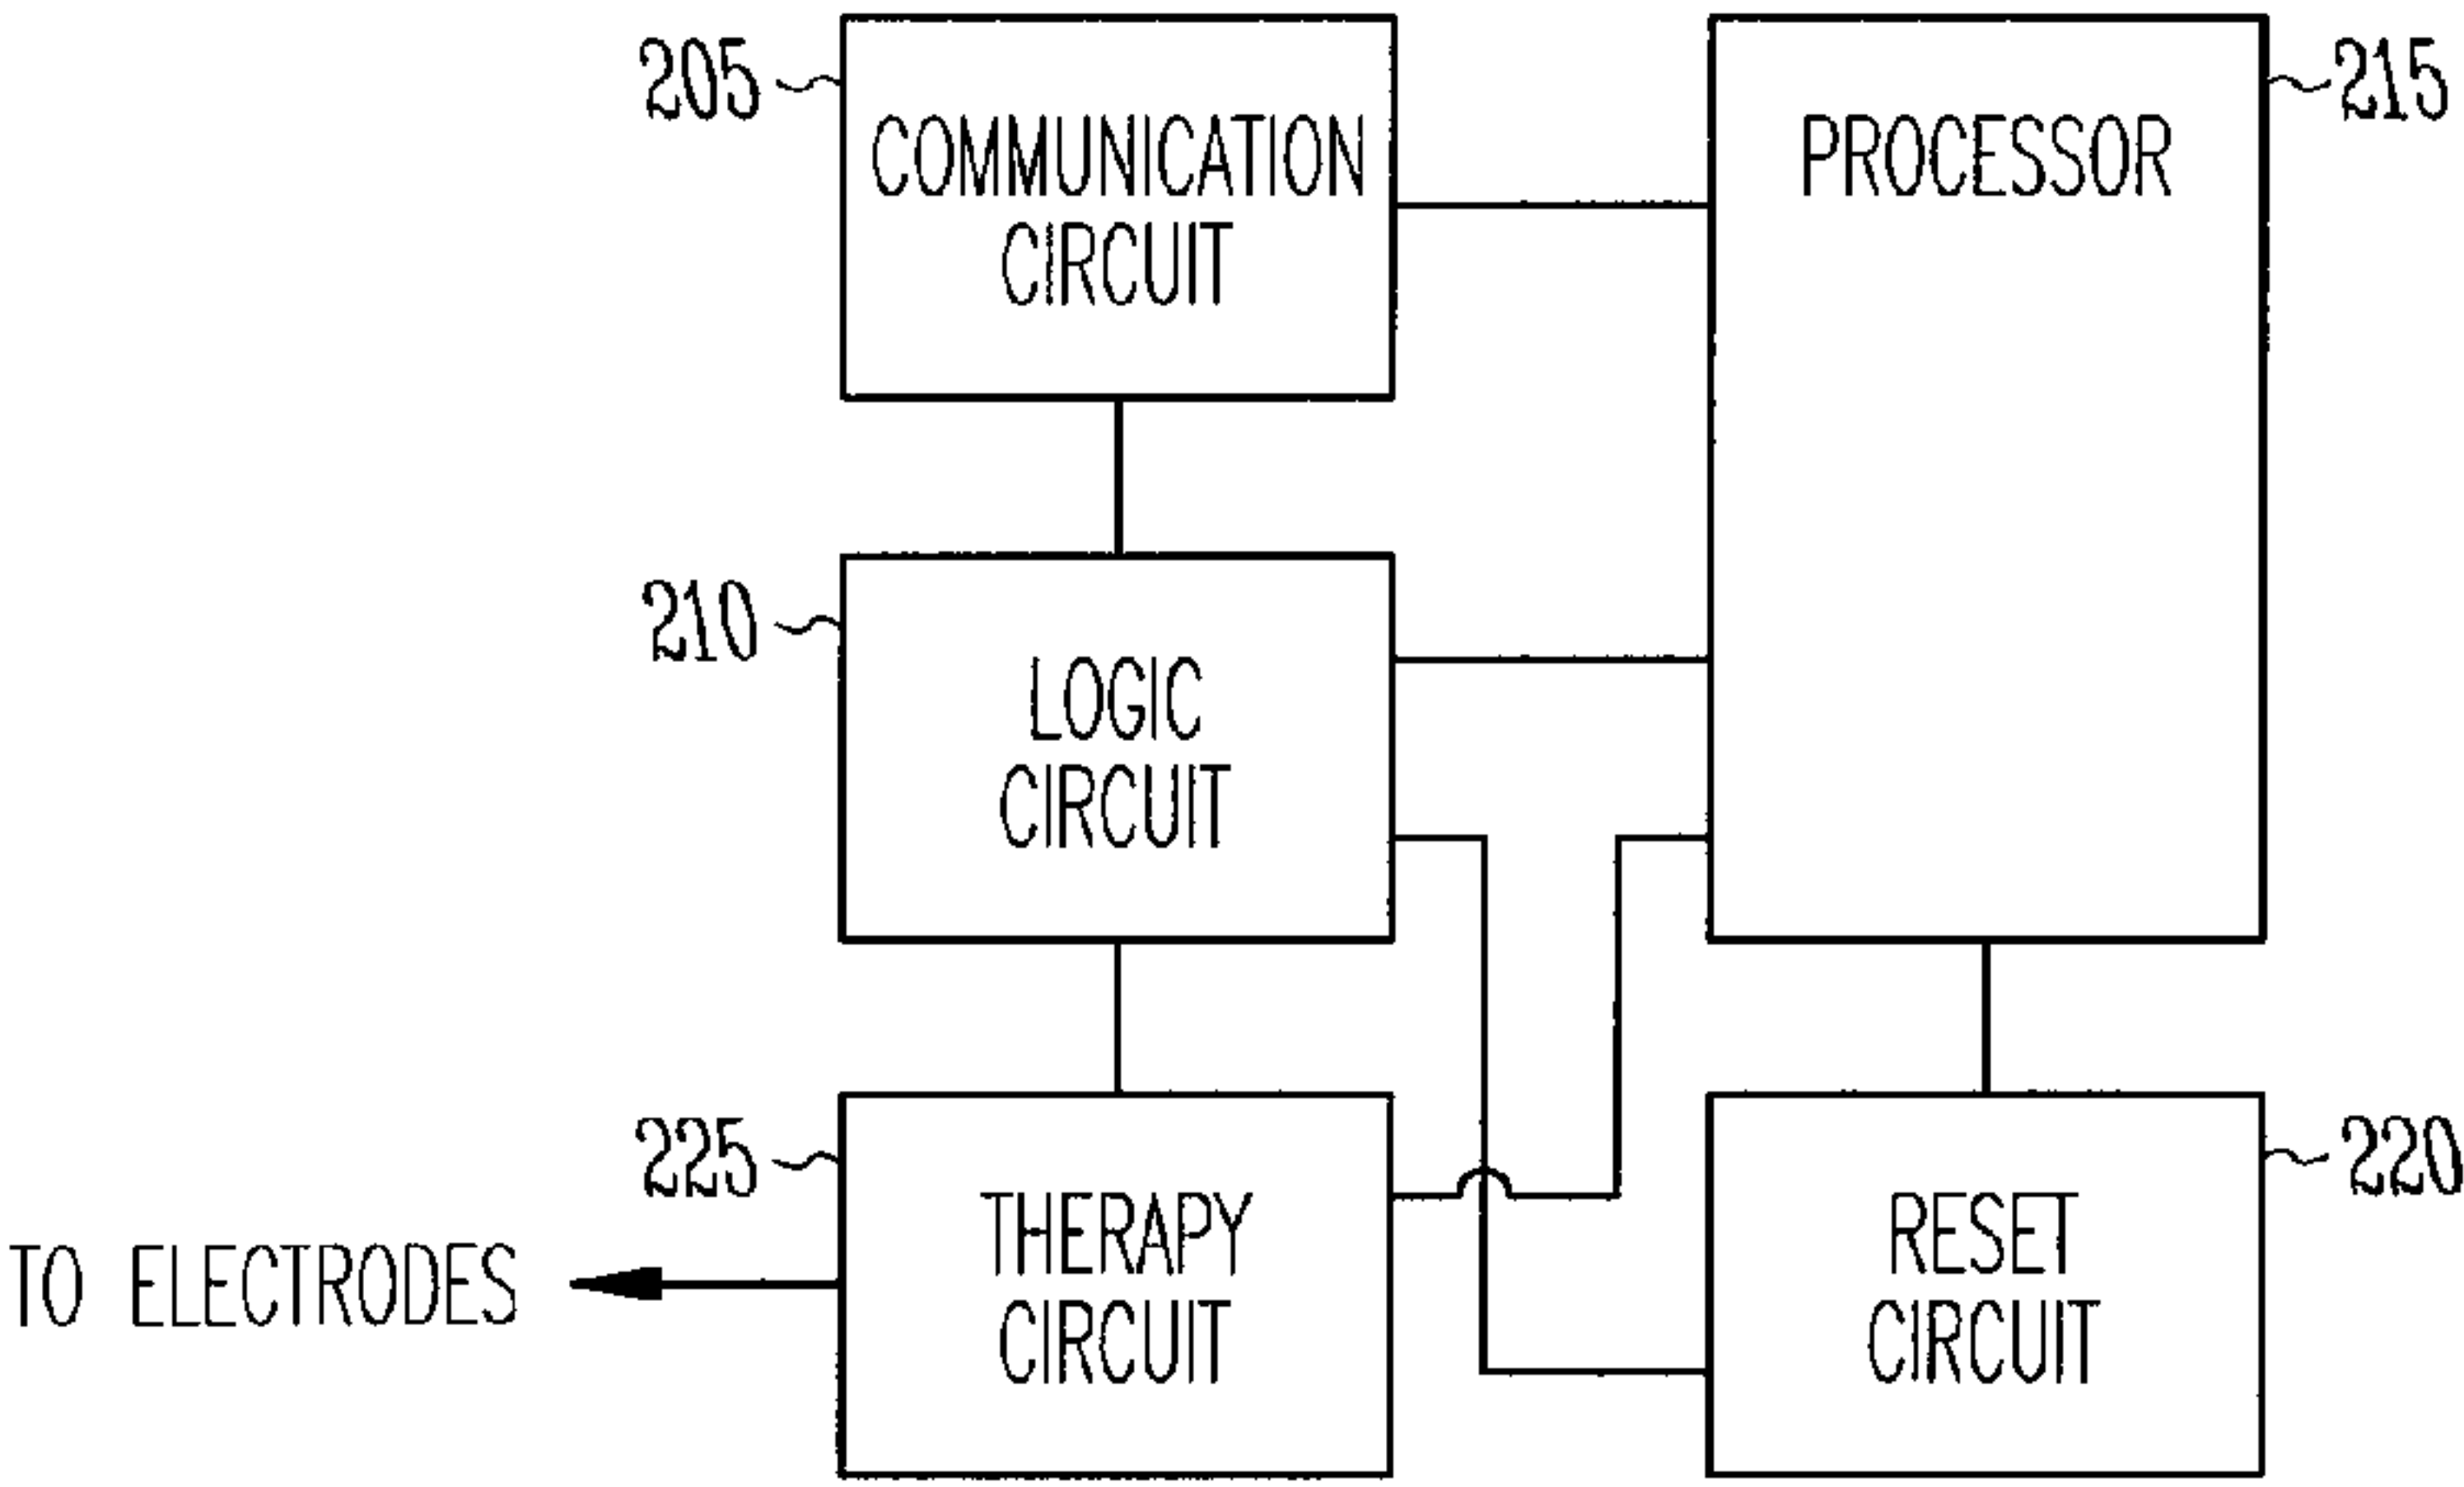 205
COMMUNICATION
CIRCUIT
PROCESSOR
215
210
LOGIC
CIRCUIT
225
THERAPY
CIRCUIT
TO ELECTRODES
220
RESET
CIRCUIT